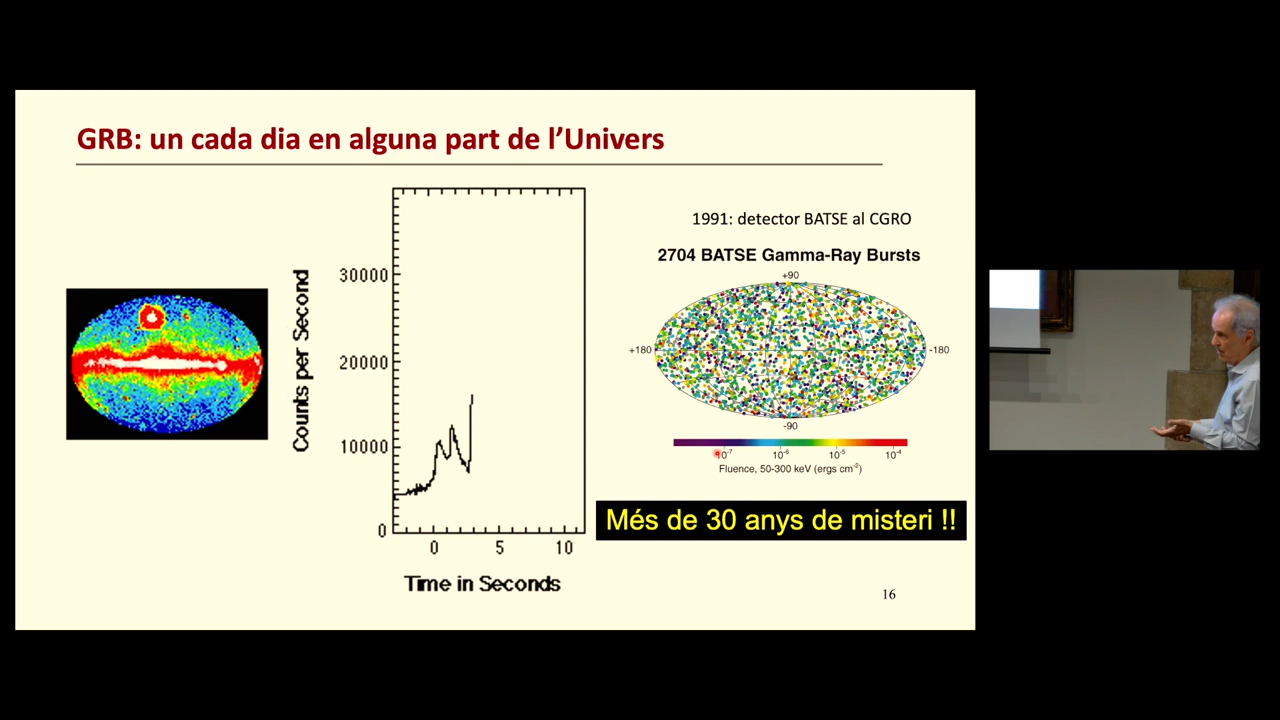 GRB: un cada dia en alguna part de l’Univers
Counts per Second
30000
20000
10000
0
0 5 10
Time in Seconds
1991: detector BATSE al CGRO
2704 BATSE Gamma-Ray Bursts
+90
+180
-180
-90
10-7 10-6 10-5 10-4
Fluence, 50-300 keV (ergs cm-2)
Més de 30 anys de misteri !!
16